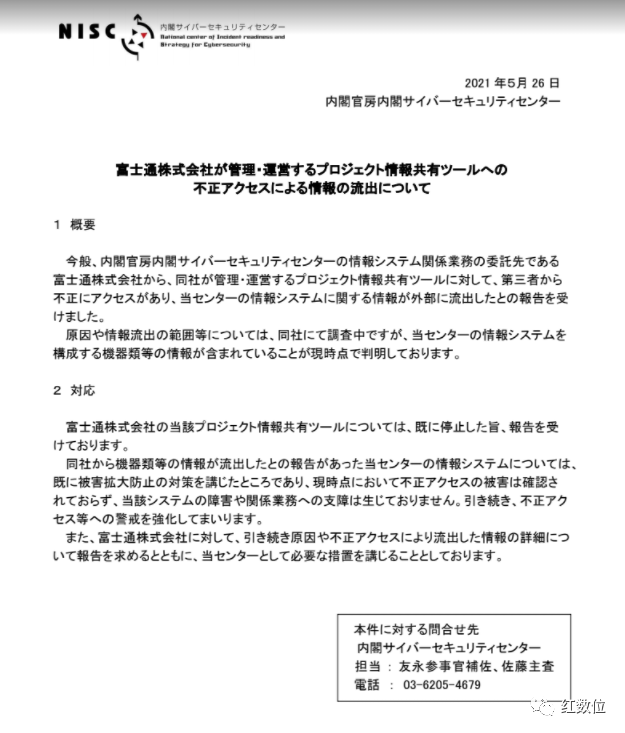 NISC
内閣サイバーセキュリティセンター
National center of Incident readiness and
Strategy for Cybersecurity
2021 年5月 26 日
内閣官房内閣サイバーセキュリティセンター
富士通株式会社が管理・運営するプロジェクト情報共有ツールへの
不正アクセスによる情報の流出について
1 概要
今般、内閣官房内閣サイバーセキュリティセンターの情報システム関係業務の委託先である
富士通株式会社から、同社が管理・運営するプロジェクト情報共有ツールに対して、第三者から
不正にアクセスがあり、当センターの情報システムに関する情報が外部に流出したとの報告を受
けました。
原因や情報流出の範囲等については、同社にて調査中ですが、当センターの情報システムを
構成する機器類等の情報が含まれていることが現時点で判明しております。
2 対応
富士通株式会社の当該プロジェクト情報共有ツールについては、既に停止した旨、報告を受
けております。
同社から機器類等の情報が流出したとの報告があった当センターの情報システムについては、
既に被害拡大防止の対策を講じたところであり、現時点において不正アクセスの被害は確認さ
れておらず、当該システムの障害や関係業務への支障は生じておりません。引き続き、不正アク
セス等への警戒を強化してまいります。
また、富士通株式会社に対して、引き続き原因や不正アクセスにより流出した情報の詳細につ
いて報告を求めるとともに、当センターとして必要な措置を講じることとしております。
本件に対する問合せ先
内閣サイバーセキュリティセンター
担当 : 友永参事官補佐、佐藤主査
電話 : 03-6205-4679
红数位